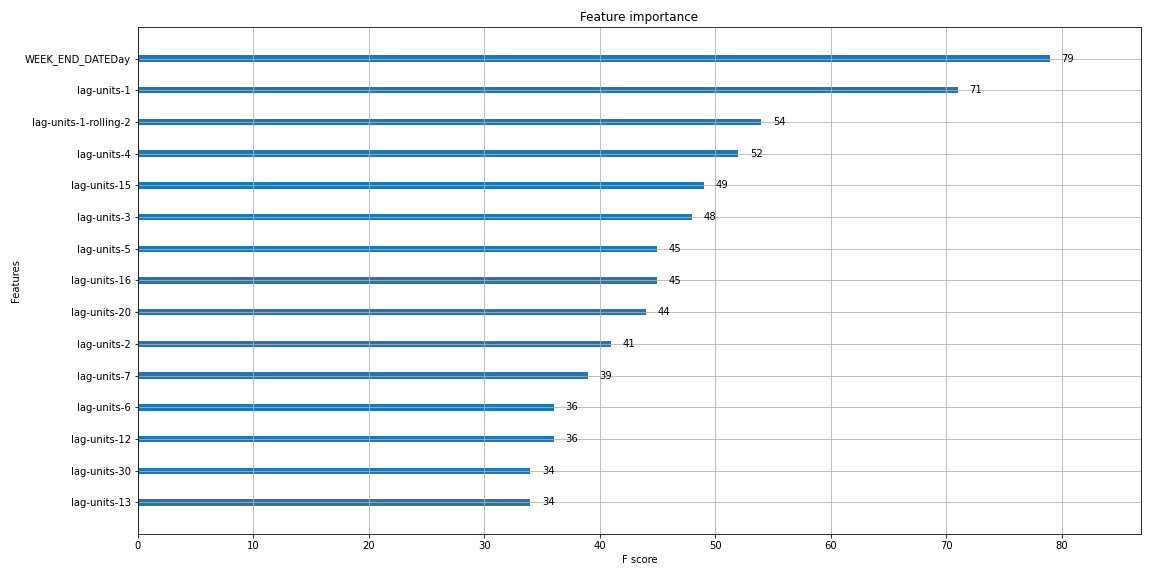 Feature importance
WEEK_END_DATEDay 79
lag-units-1 71
lag-units-1-rolling-2 54
lag-units-4 52
lag-units-15 49
lag-units-3 48
lag-units-5 45
lag-units-16 45
lag-units-20 44
lag-units-2 41
lag-units-7 39
lag-units-6 36
lag-units-12 36
lag-units-30 34
lag-units-13 34
Features
0 10 20 30 40 50 60 70 80
F score